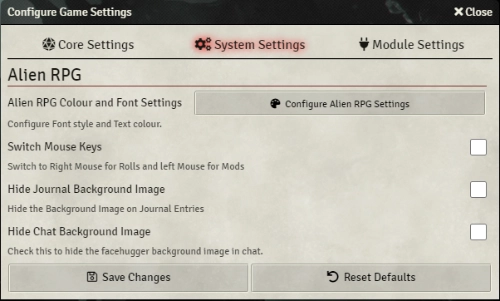 Configure Game Settings
Close
Core Settings
System Settings
Module Settings
Alien RPG
Alien RPG Colour and Font Settings
Configure Alien RPG Settings
Configure Font style and Text colour.
Switch Mouse Keys
Switch to Right Mouse for Rolls and left Mouse for Mods
Hide Journal Background Image
Hide the Background Image on Journal Entries
Hide Chat Background Image
Check this to hide the facehugger background image in chat.
Save Changes
Reset Defaults